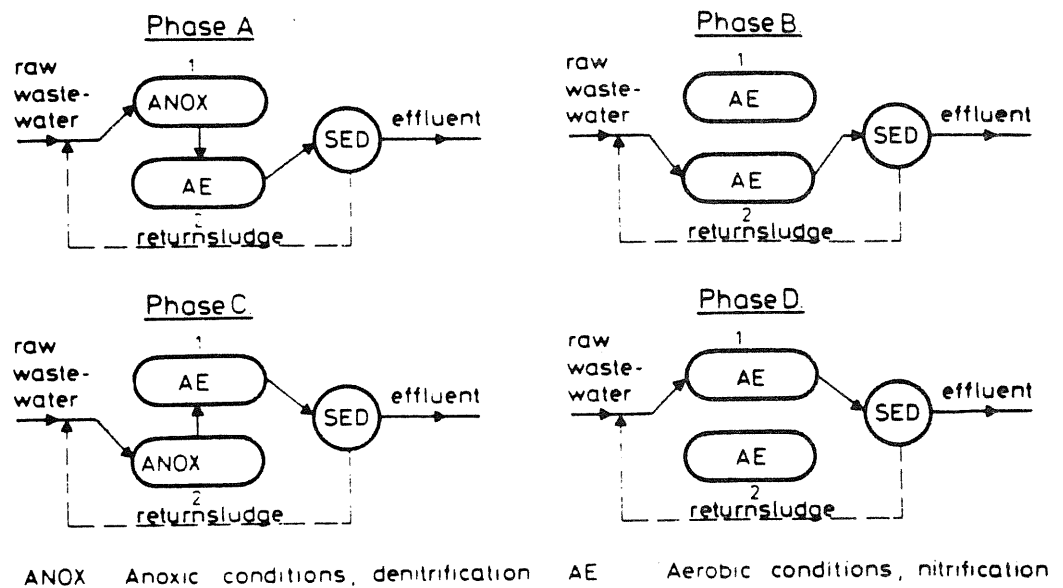 Phase A
1
raw
waste-
water
ANOX
AE
2
SED
effluent
returnsludge
Phase B.
1
raw
waste-
water
AE
AE
2
SED
effluent
returnsludge
Phase C.
1
raw
waste-
water
AE
ANOX
2
SED
effluent
returnsludge
Phase D.
1
raw
waste-
water
AE
AE
2
SED
effluent
returnsludge
ANOX Anoxic conditions, denitrification AE Aerobic conditions, nitrification